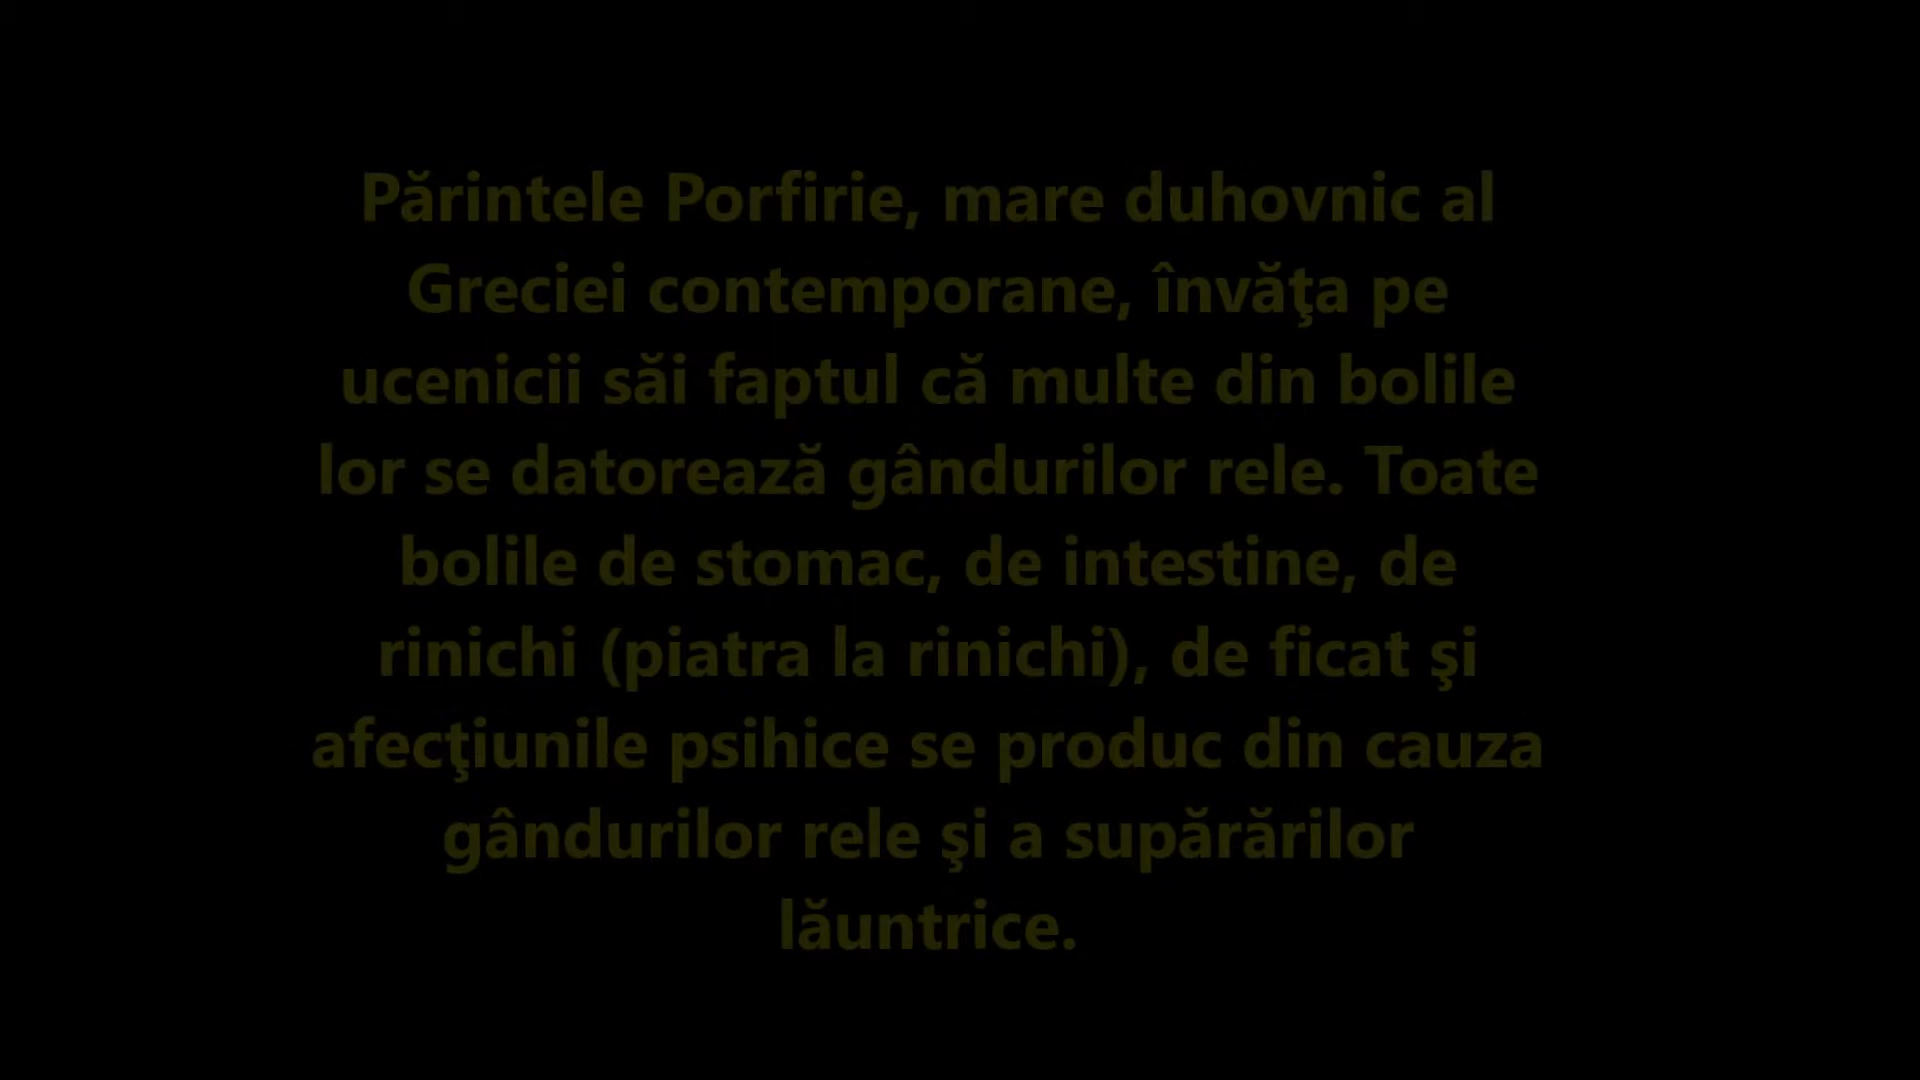 Părintele Porfirie, mare duhovnic al
Greciei contemporane, învăţa pe
ucenicii săi faptul că multe din bolile
lor se datorează gândurilor rele. Toate
bolile de stomac, de intestine, de
rinichi (piatra la rinichi), de ficat şi
afecţiunile psihice se produc din cauza
gândurilor rele şi a supărărilor
lăuntrice.